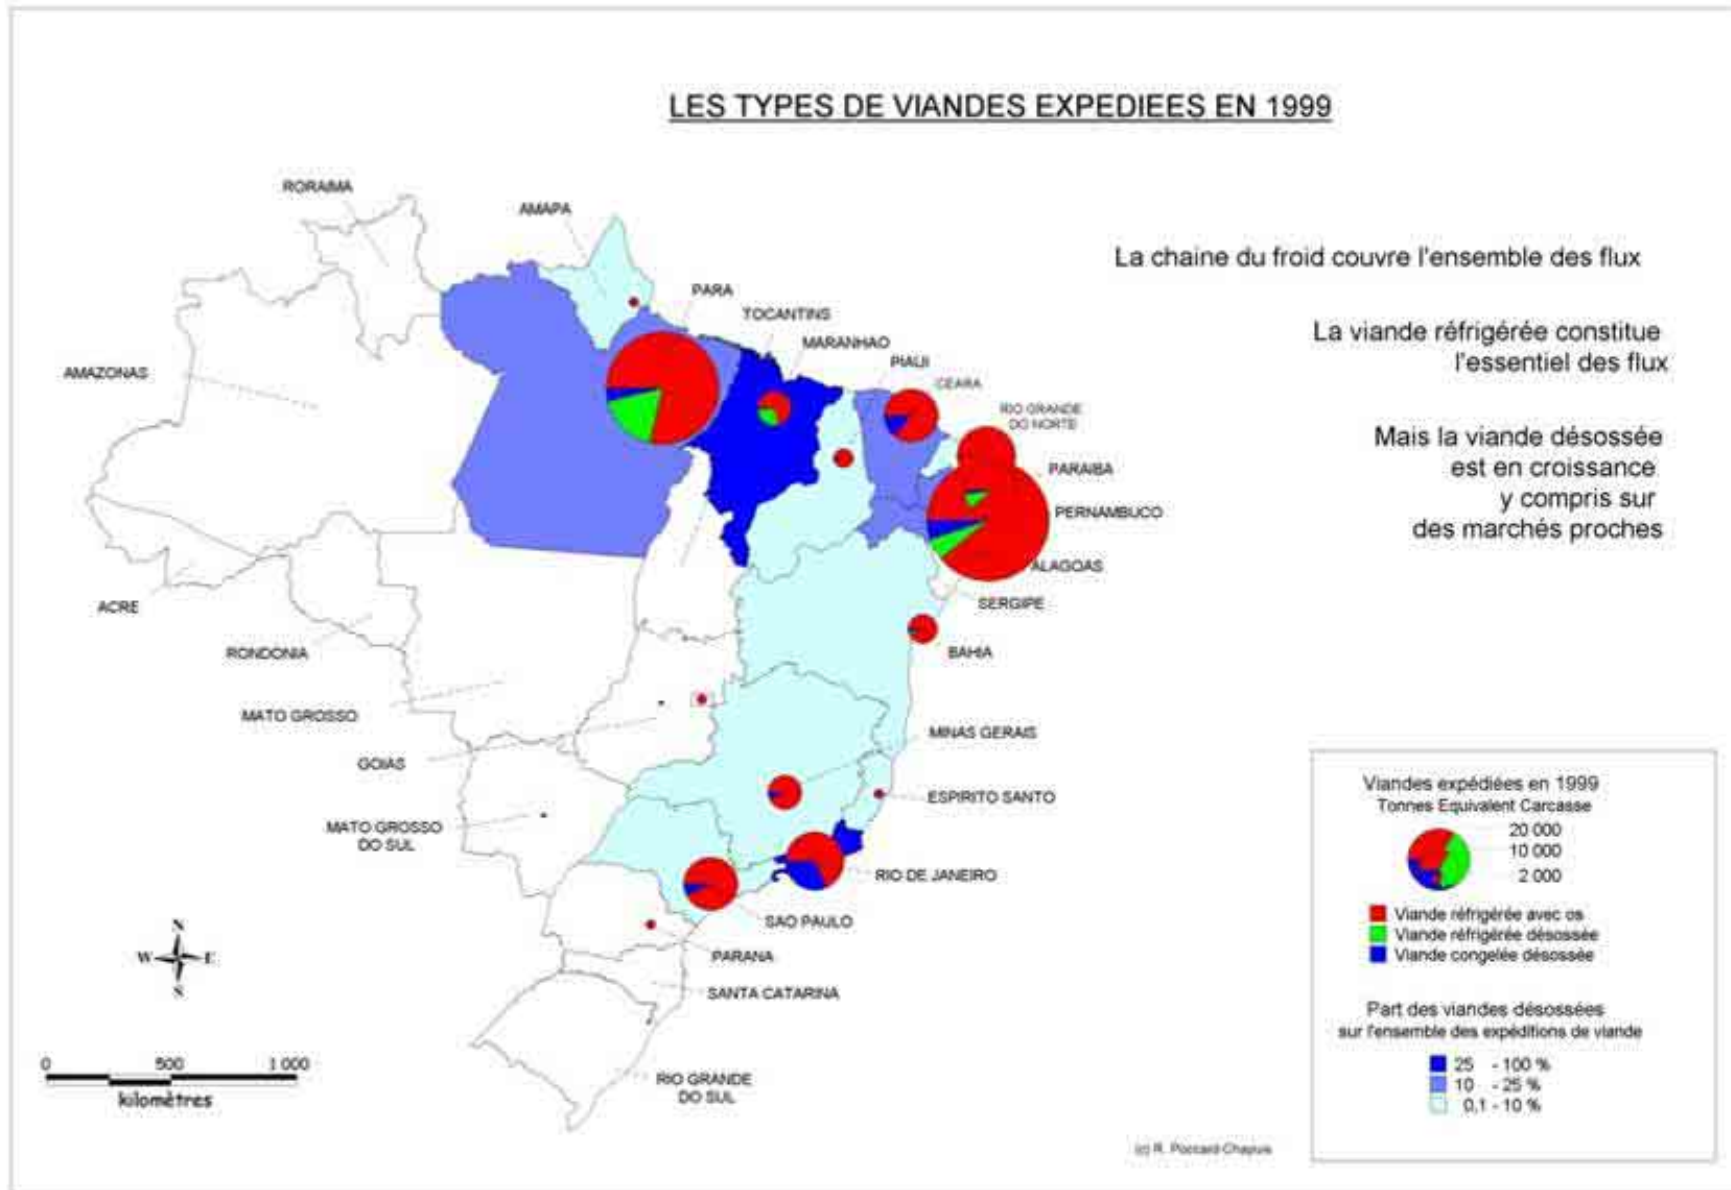 LES TYPES DE VIANDES EXPEDIEES EN 1999
RORAIMA
AMAPA
La chaine du froid couvre l'ensemble des flux
PARA
TOCANTINS
La viande réfrigérée constitue
l'essentiel des flux
MARANHAO
PIAUI
AMAZONAS
CEARA
RIO GRANDE
DO NORTE
Mais la viande désossée
est en croissance
y compris sur
des marchés proches
PARAIBA
PERNAMBUCO
ALAGOAS
ACRE
SERGIPE
RONDONIA
BAHIA
MATO GROSSO
MINAS GERAIS
GOIAS
ESPIRITO SANTO
MATO GROSSO
DO SUL
RIO DE JANEIRO
SAO PAULO
PARANA
SANTA CATARINA
RIO GRANDE
DO SUL
N
W E
S
0 500 1 000
kilomètres
Viandes expédiées en 1999
Tonnes Equivalent Carcasse
20 000
10 000
2 000
Viande réfrigérée avec os
Viande réfrigérée désossée
Viande congelée désossée
Part des viandes désossées
sur l'ensemble des expéditions de viande
25 - 100 %
10 - 25 %
0,1 - 10 %
(c) R. Poccard-Chapuis